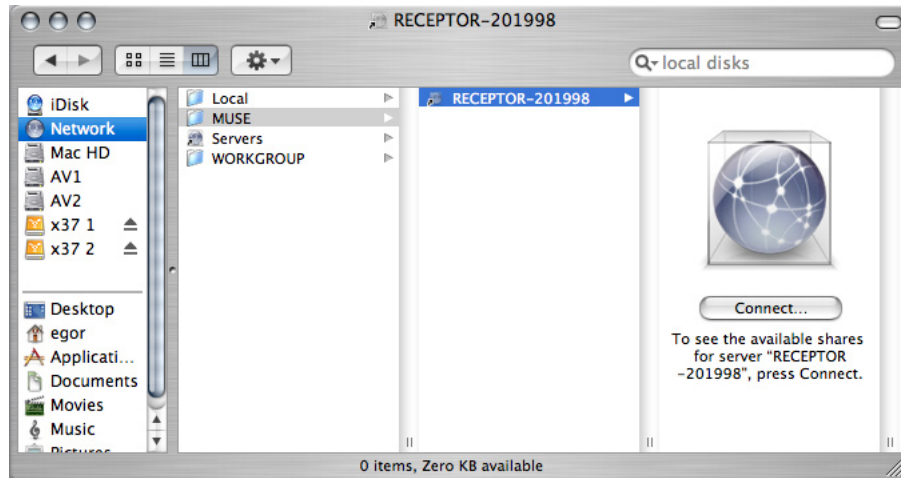 RECEPTOR-201998
local disks
iDisk
Network
Mac HD
AV1
AV2
x37 1
x37 2
Desktop
egor
Applicati...
Documents
Movies
Music
Pictures
Local
MUSE
Servers
WORKGROUP
RECEPTOR-201998
Connect...
To see the available shares
for server "RECEPTOR
-201998", press Connect.
0 items, Zero KB available